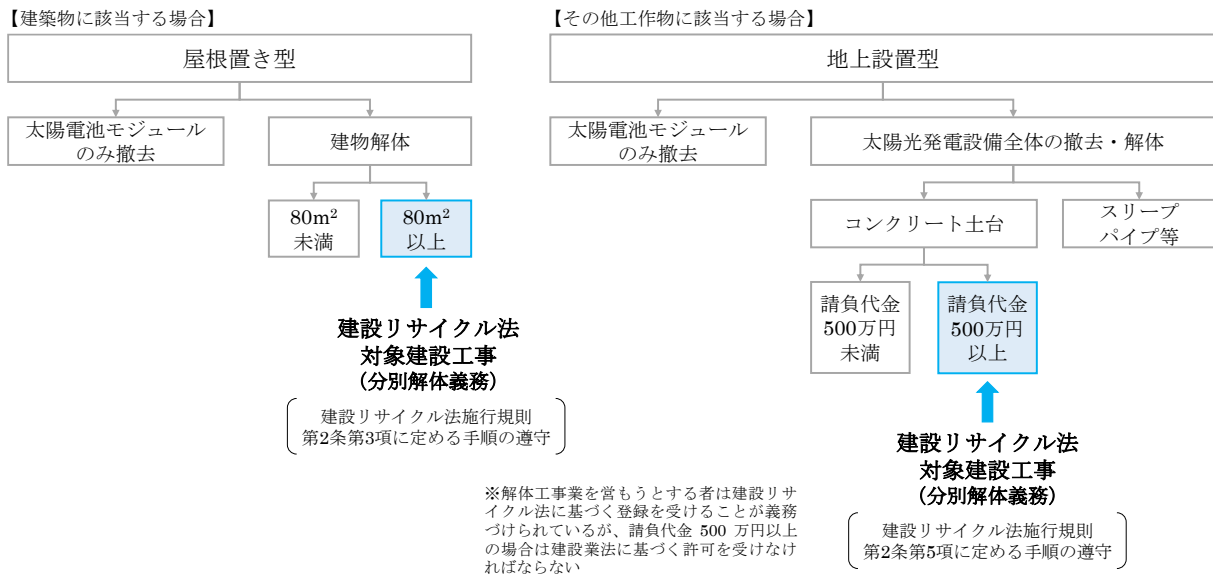 【建築物に該当する場合】
屋根置き型
太陽電池モジュール
のみ撤去
建物解体
80m²
未満
80m²
以上
建設リサイクル法
対象建設工事
(分別解体義務)
建設リサイクル法施行規則
第2条第3項に定める手順の遵守
【その他工作物に該当する場合】
地上設置型
太陽電池モジュール
のみ撤去
太陽光発電設備全体の撤去・解体
コンクリート土台
スリーブ
パイプ等
請負代金
500万円
未満
請負代金
500万円
以上
建設リサイクル法
対象建設工事
(分別解体義務)
建設リサイクル法施行規則
第2条第5項に定める手順の遵守
※解体工事業を営もうとする者は建設リサ
イクル法に基づく登録を受けることが義務
づけられているが、請負代金 500 万円以上
の場合は建設業法に基づく許可を受けなけ
ればならない